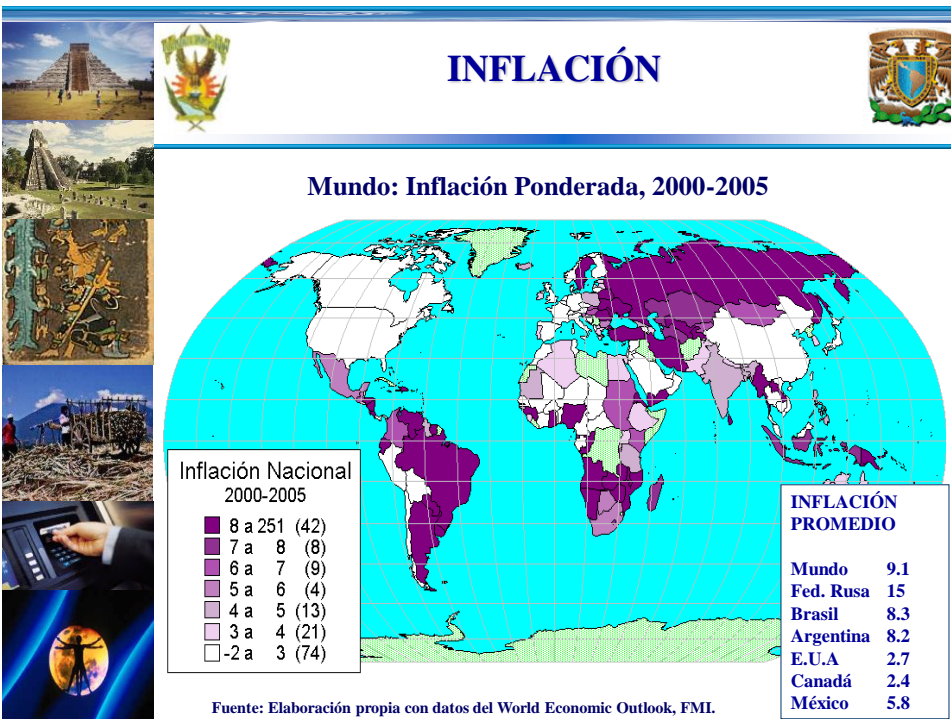 INFLACIÓN
Mundo: Inflación Ponderada, 2000-2005
Inflación Nacional
2000-2005
8 a 251 (42)
7 a 8 (8)
6 a 7 (9)
5 a 6 (4)
4 a 5 (13)
3 a 4 (21)
-2 a 3 (74)
INFLACIÓN
PROMEDIO
Mundo 9.1
Fed. Rusa 15
Brasil 8.3
Argentina 8.2
E.U.A 2.7
Canadá 2.4
México 5.8
Fuente: Elaboración propia con datos del World Economic Outlook, FMI.